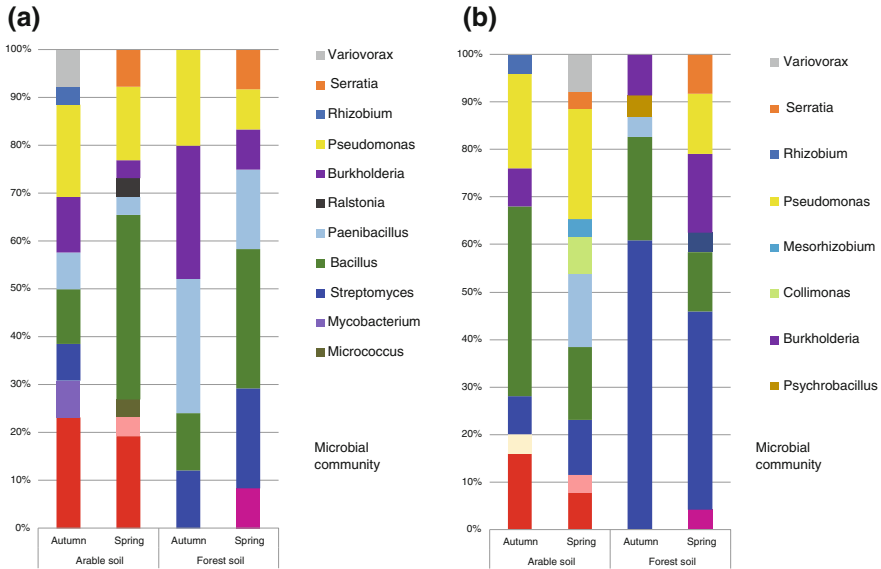 (a)
100%
90%
80%
70%
60%
50%
40%
30%
20%
10%
0%
Autumn
Spring
Autumn
Spring
Arable soil
Forest soil
Variovorax
Serratia
Rhizobium
Pseudomonas
Burkholderia
Ralstonia
Paenibacillus
Bacillus
Streptomyces
Mycobacterium
Micrococcus
Microbial
community
(b)
100%
90%
80%
70%
60%
50%
40%
30%
20%
10%
0%
Autumn
Spring
Autumn
Spring
Arable soil
Forest soil
Variovorax
Serratia
Rhizobium
Pseudomonas
Mesorhizobium
Collimonas
Burkholderia
Psychrobacillus
Microbial
community